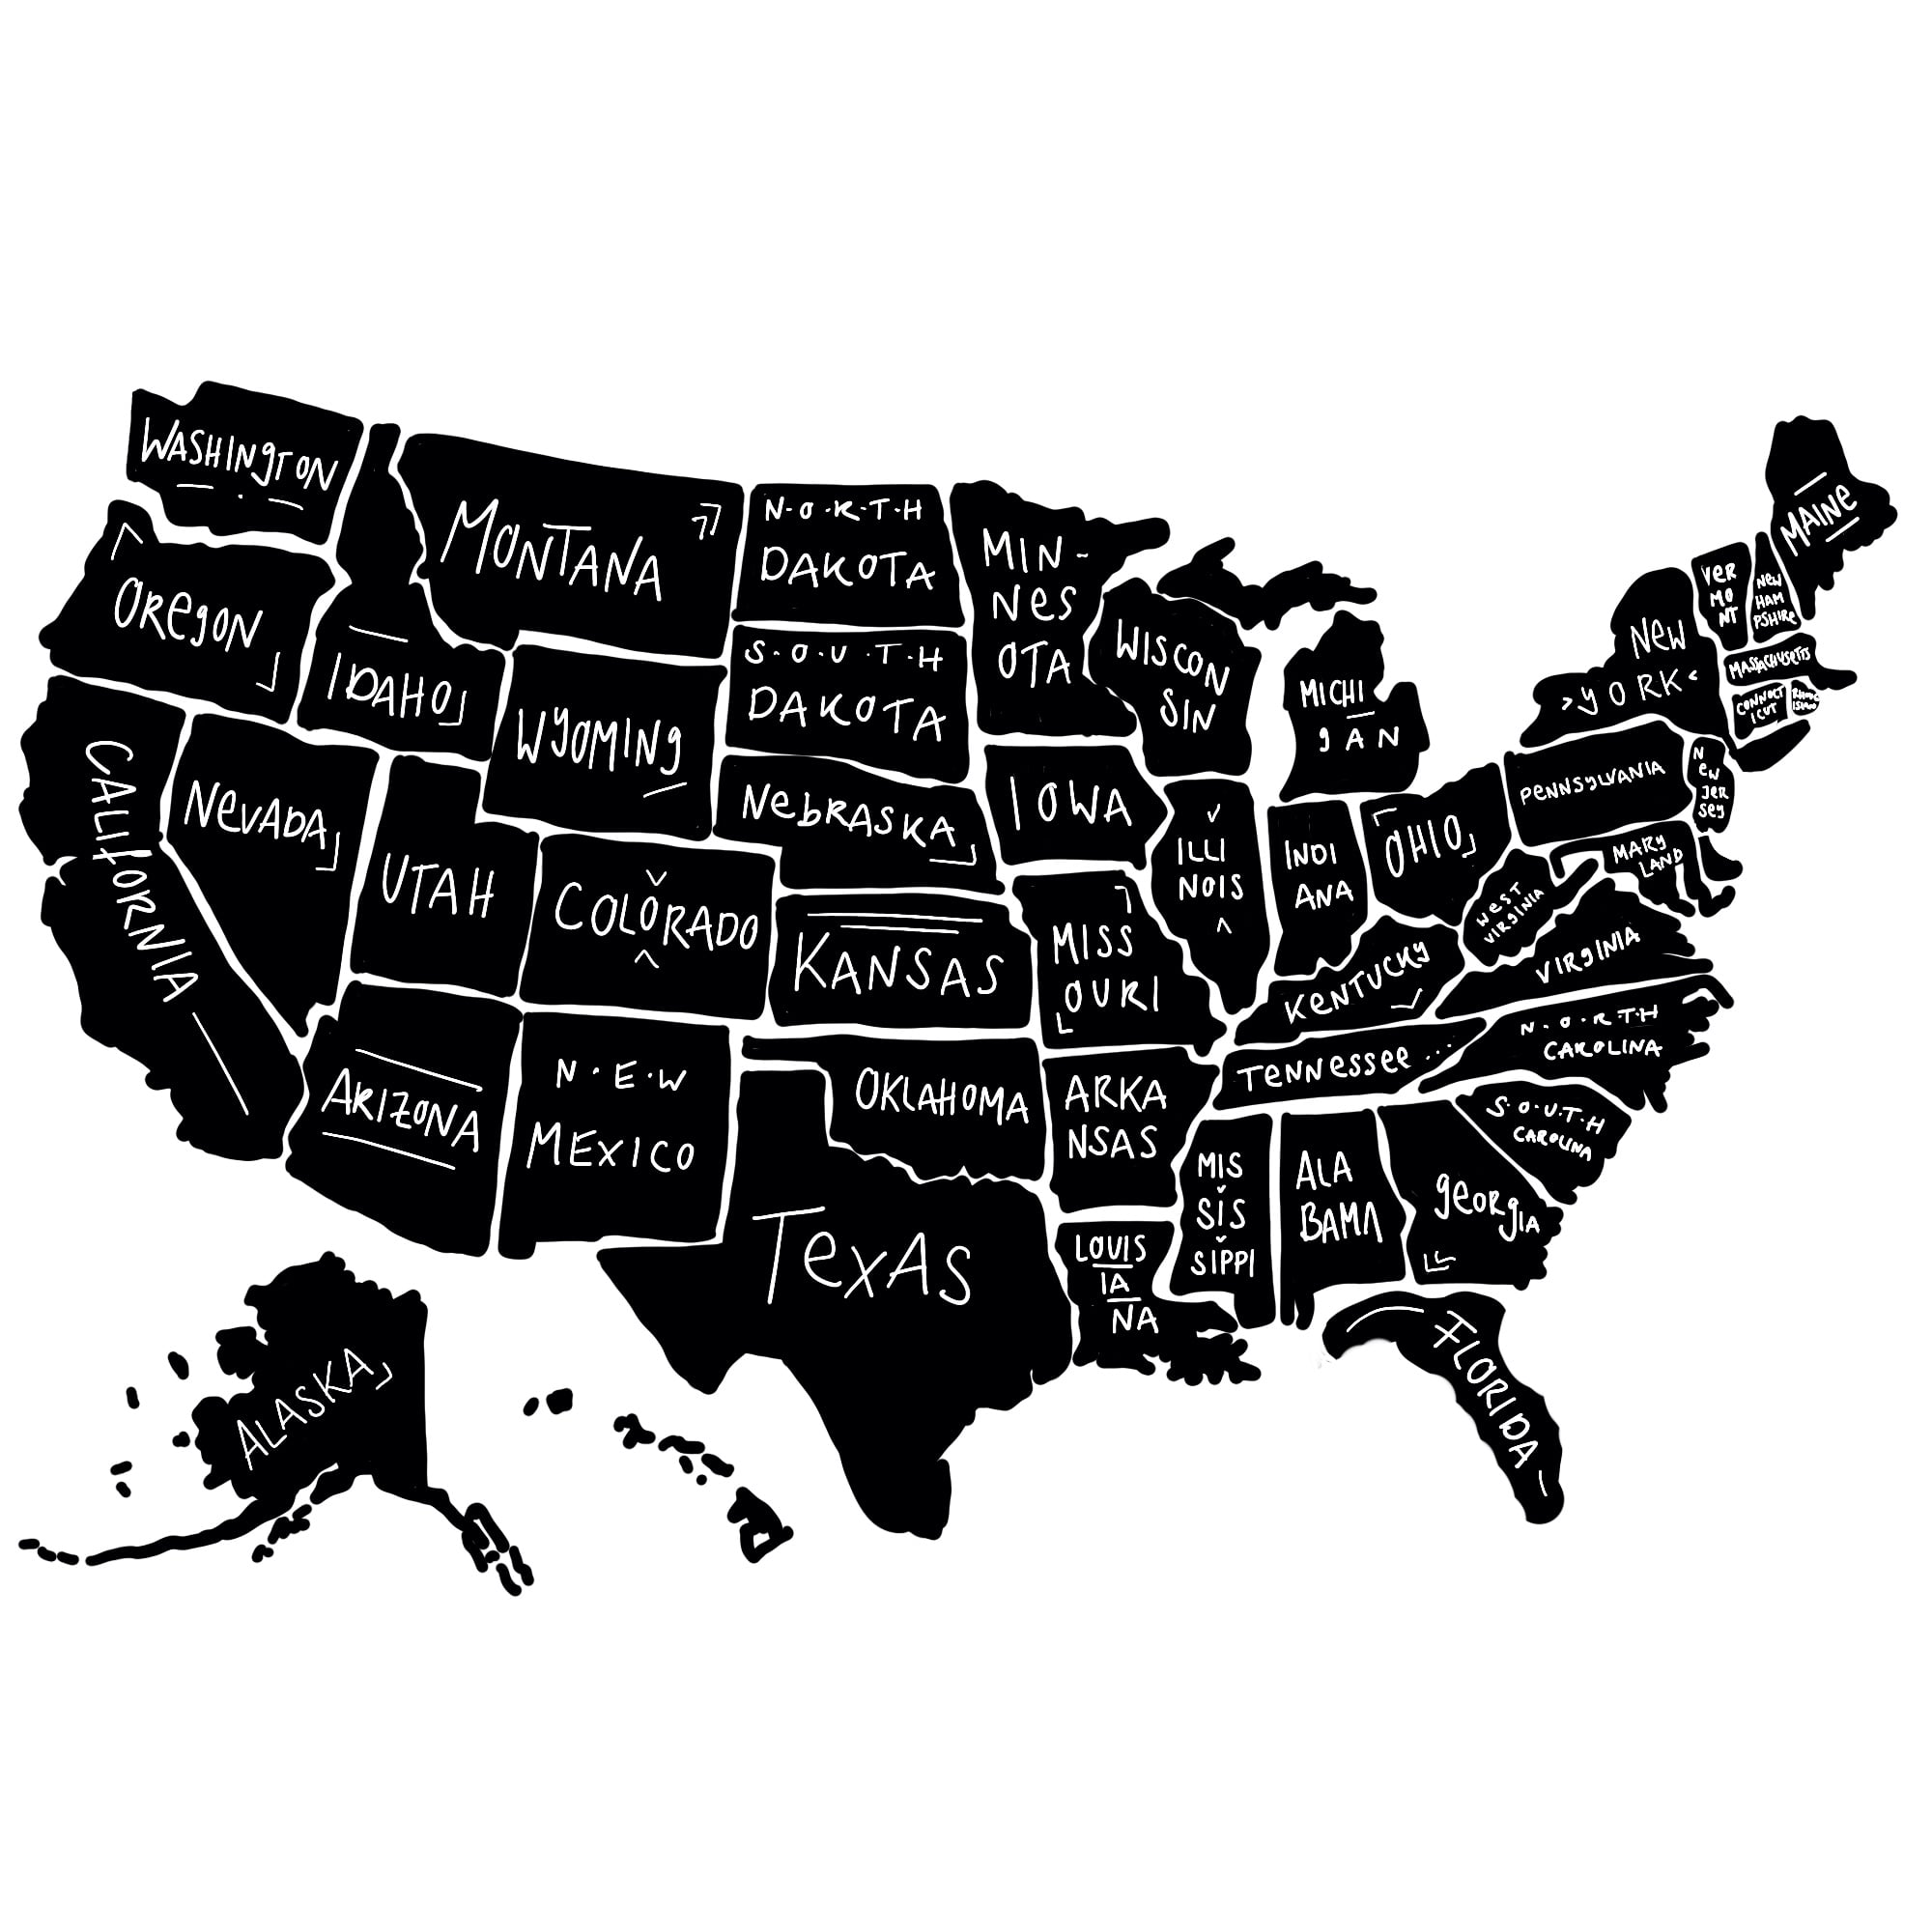 WASHINGTON
OREGON
CALIFORNIA
IDAHO
NEVADA
MONTANA
WYOMING
UTAH
COLORADO
ARIZONA
N·E·W
MEXICO
N·O·R·T·H
DAKOTA
S·O·U·T·H
DAKOTA
NebRASKA
KANSAS
OKLAHOMA
TexAS
MIN-
Nes
OTA
IOWA
MISS
OURI
ARKA
NSAS
LOUIS
IA
NA
WISCON
SIN
ILLI
NOIS
MICHI
gAN
INDI
ANA
OHIO
KENTUCKY
TENNESSEE...
MIS
SIS
SIPPI
ALA
BAMA
geORgIA
FLORIDA
S·O·U·T·H
CAROLINA
N·O·R·T·H
CAROLINA
VIRgINIA
WeST
VIRgINIA
MARY
LAND
PENNSYLVANIA
N
ew
JeR
sey
NeW
YORK
VeR
MO
NT
New
HAM
PSHIRe
MAINe
MASSACHUSETTS
CONNECT
ICUT
RHODE
ISLAND
ALASKA